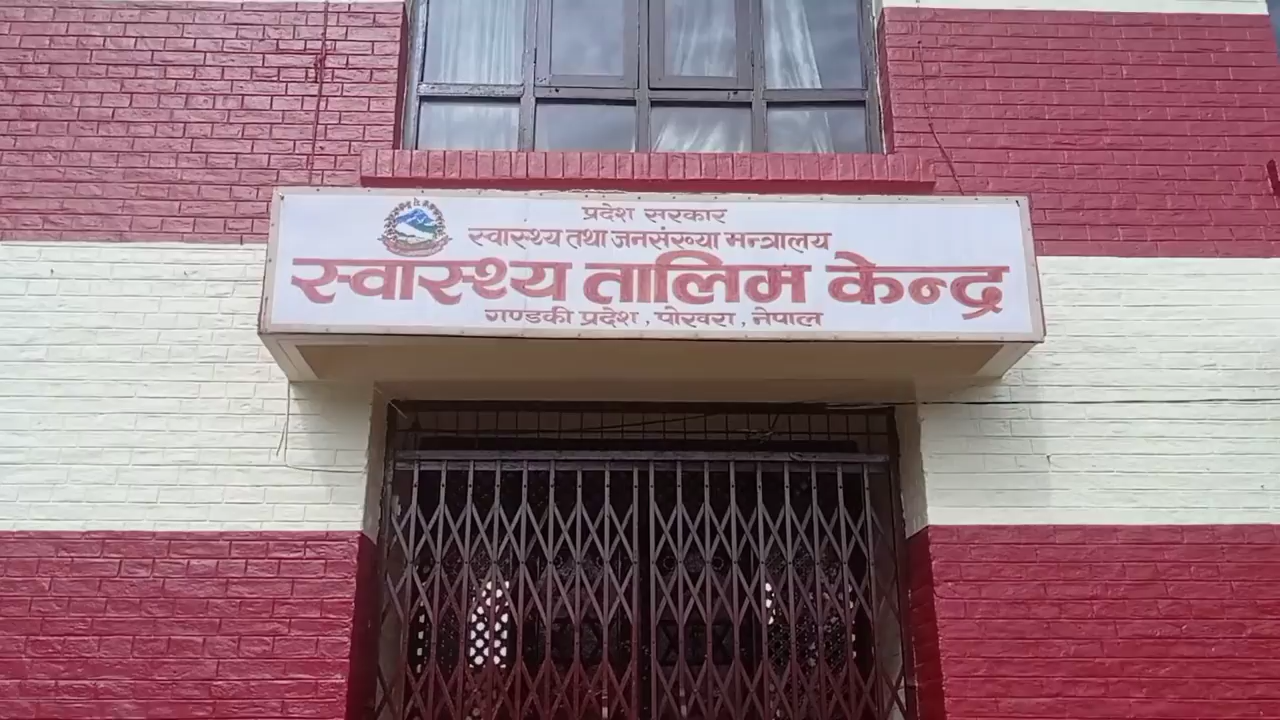 प्रदेश सरकार
स्वास्थ्य तथा जनसंख्या मन्त्रालय
स्वास्थ्य तालिम केन्द्र
गण्डकी प्रदेश, पोखरा, नेपाल